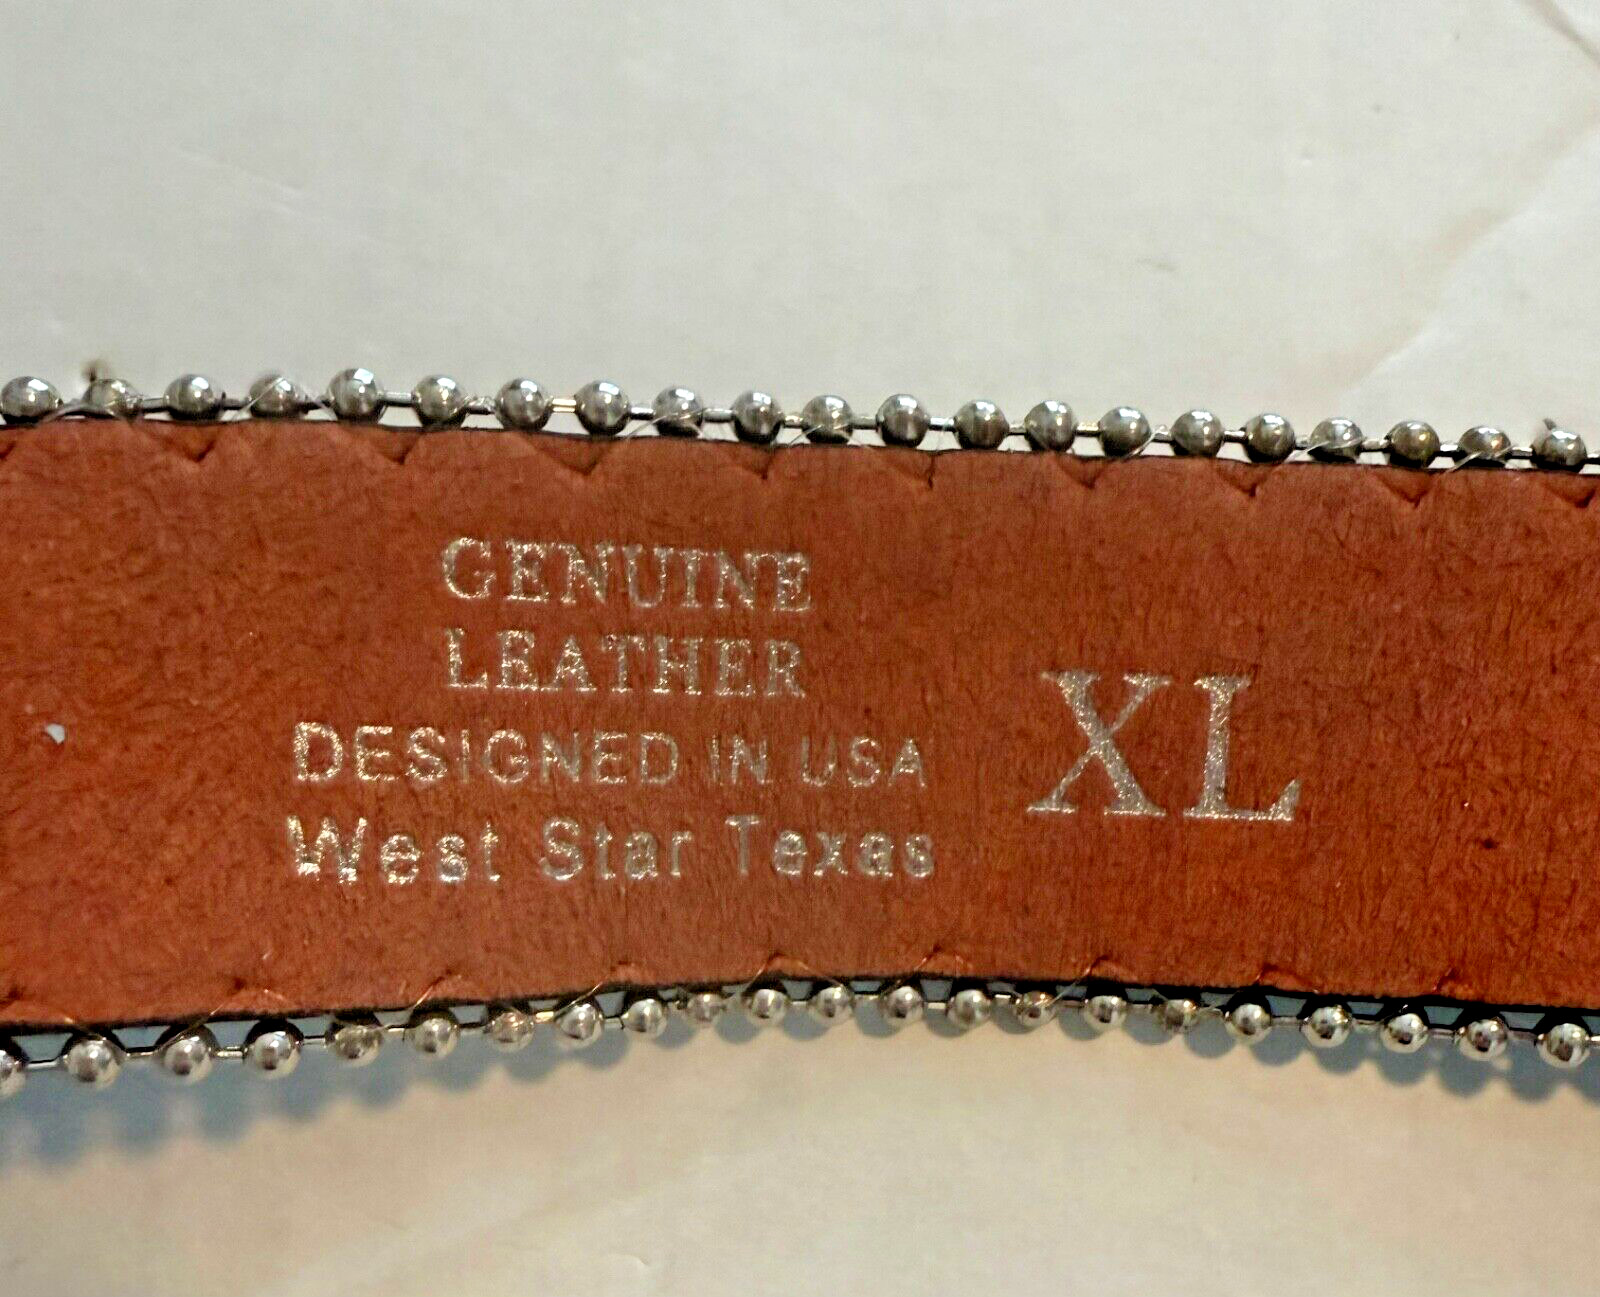 GENUINE
LEATHER
DESIGNED IN USA
West Star Texas
XL